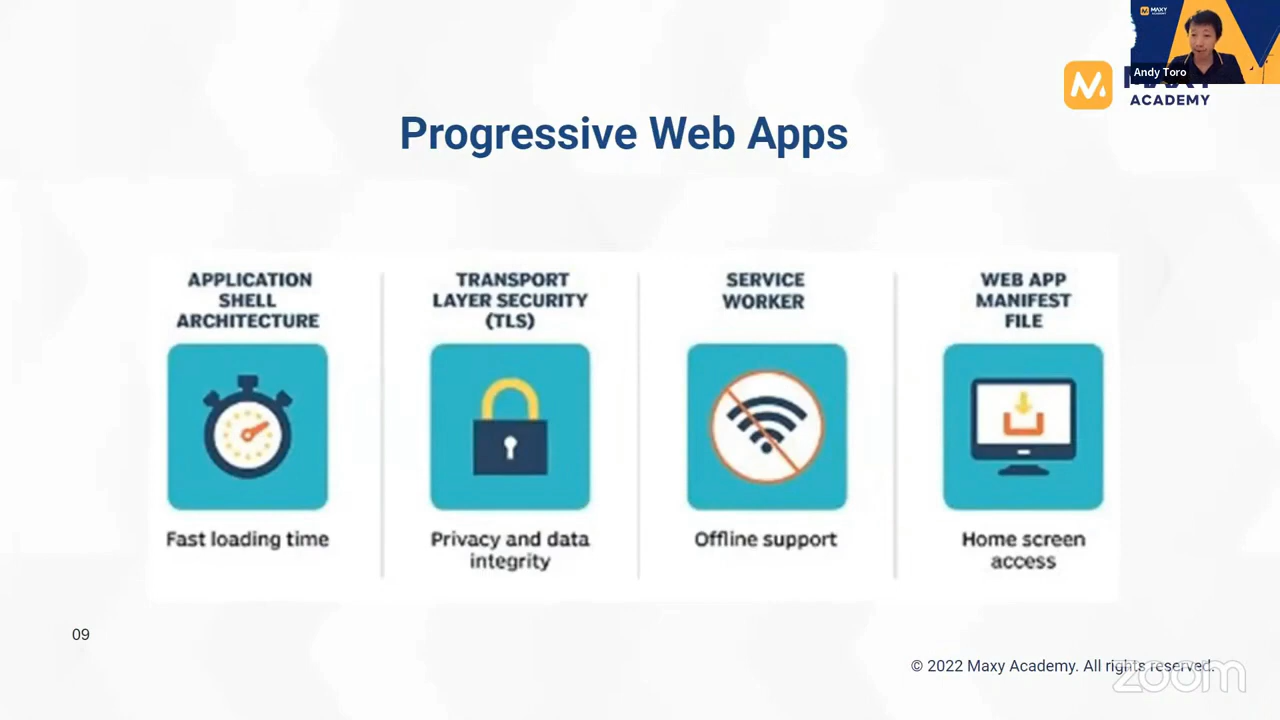 MAXY
ACADEMY
Andy Toro
ACADEMY
Progressive Web Apps
APPLICATION
SHELL
ARCHITECTURE
Fast loading time
TRANSPORT
LAYER SECURITY
(TLS)
Privacy and data
integrity
SERVICE
WORKER
Offline support
WEB APP
MANIFEST
FILE
Home screen
access
09
© 2022 Maxy Academy. All rights reserved.
zoom